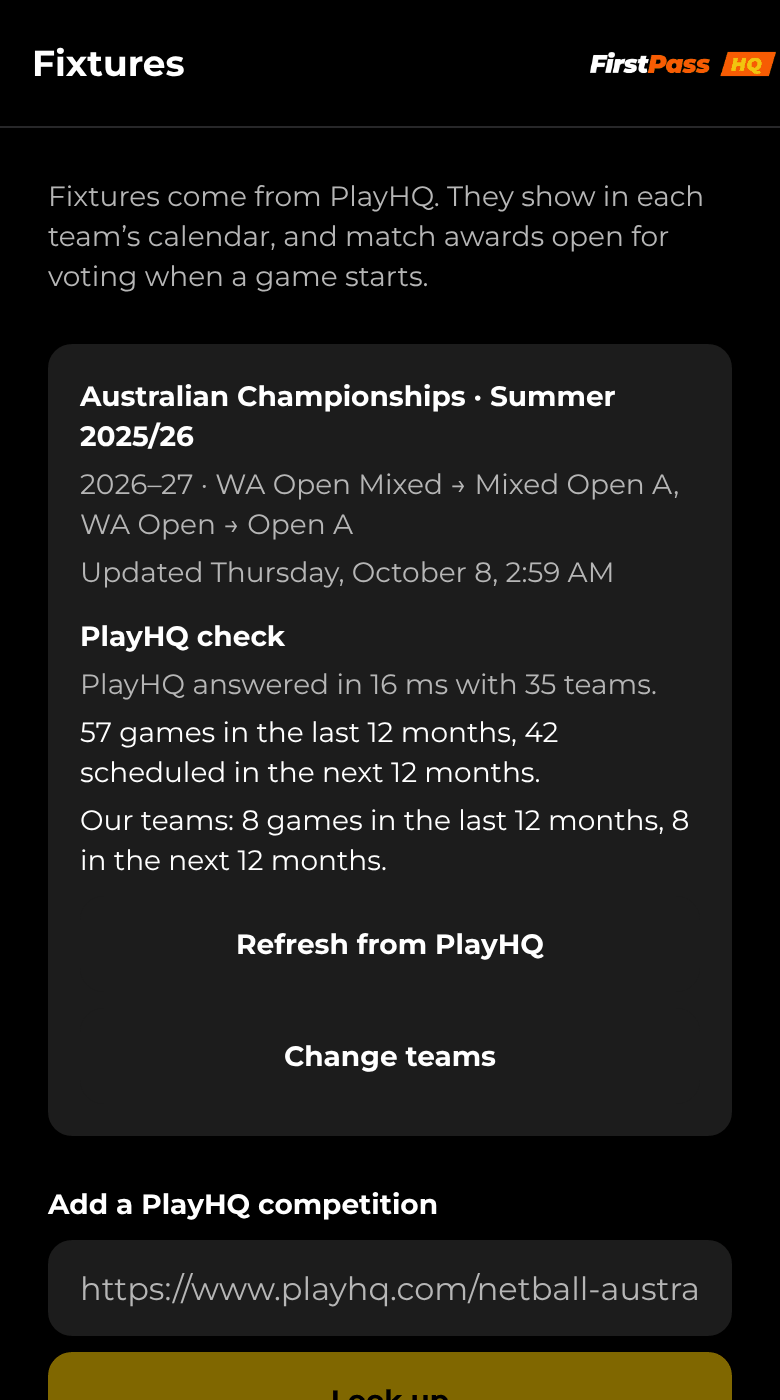 Fixtures
FirstPass HQ
Fixtures come from PlayHQ. They show in each
team’s calendar, and match awards open for
voting when a game starts.
Australian Championships · Summer
2025/26
2026–27 · WA Open Mixed → Mixed Open A,
WA Open → Open A
Updated Thursday, October 8, 2:59 AM
PlayHQ check
PlayHQ answered in 16 ms with 35 teams.
57 games in the last 12 months, 42
scheduled in the next 12 months.
Our teams: 8 games in the last 12 months, 8
in the next 12 months.
Refresh from PlayHQ
Change teams
Add a PlayHQ competition
https://www.playhq.com/netball-austra
Look up